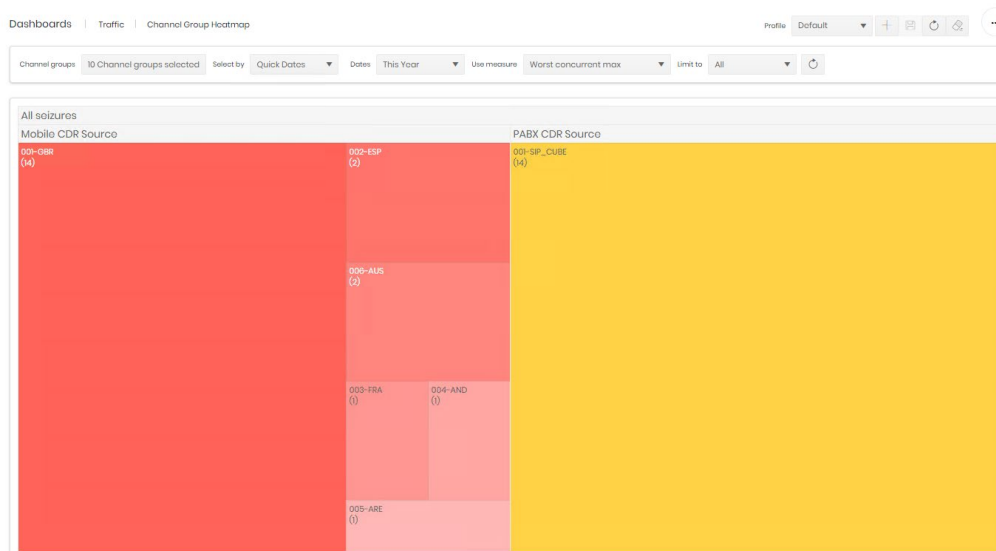 Dashboards Traffic Channel Group Heatmap Profile Default
Channel groups 10 Channel groups selected Select by Quick Dates Dates This Year Use measure Worst concurrent max Limit to All
All seizures
Mobile CDR Source PABX CDR Source
001-GBR 002-ESP 001-SIP_CUBE
(14) (2) (14)
006-AUS
(2)
003-FRA 004-AND
(1) (1)
005-ARE
(1)